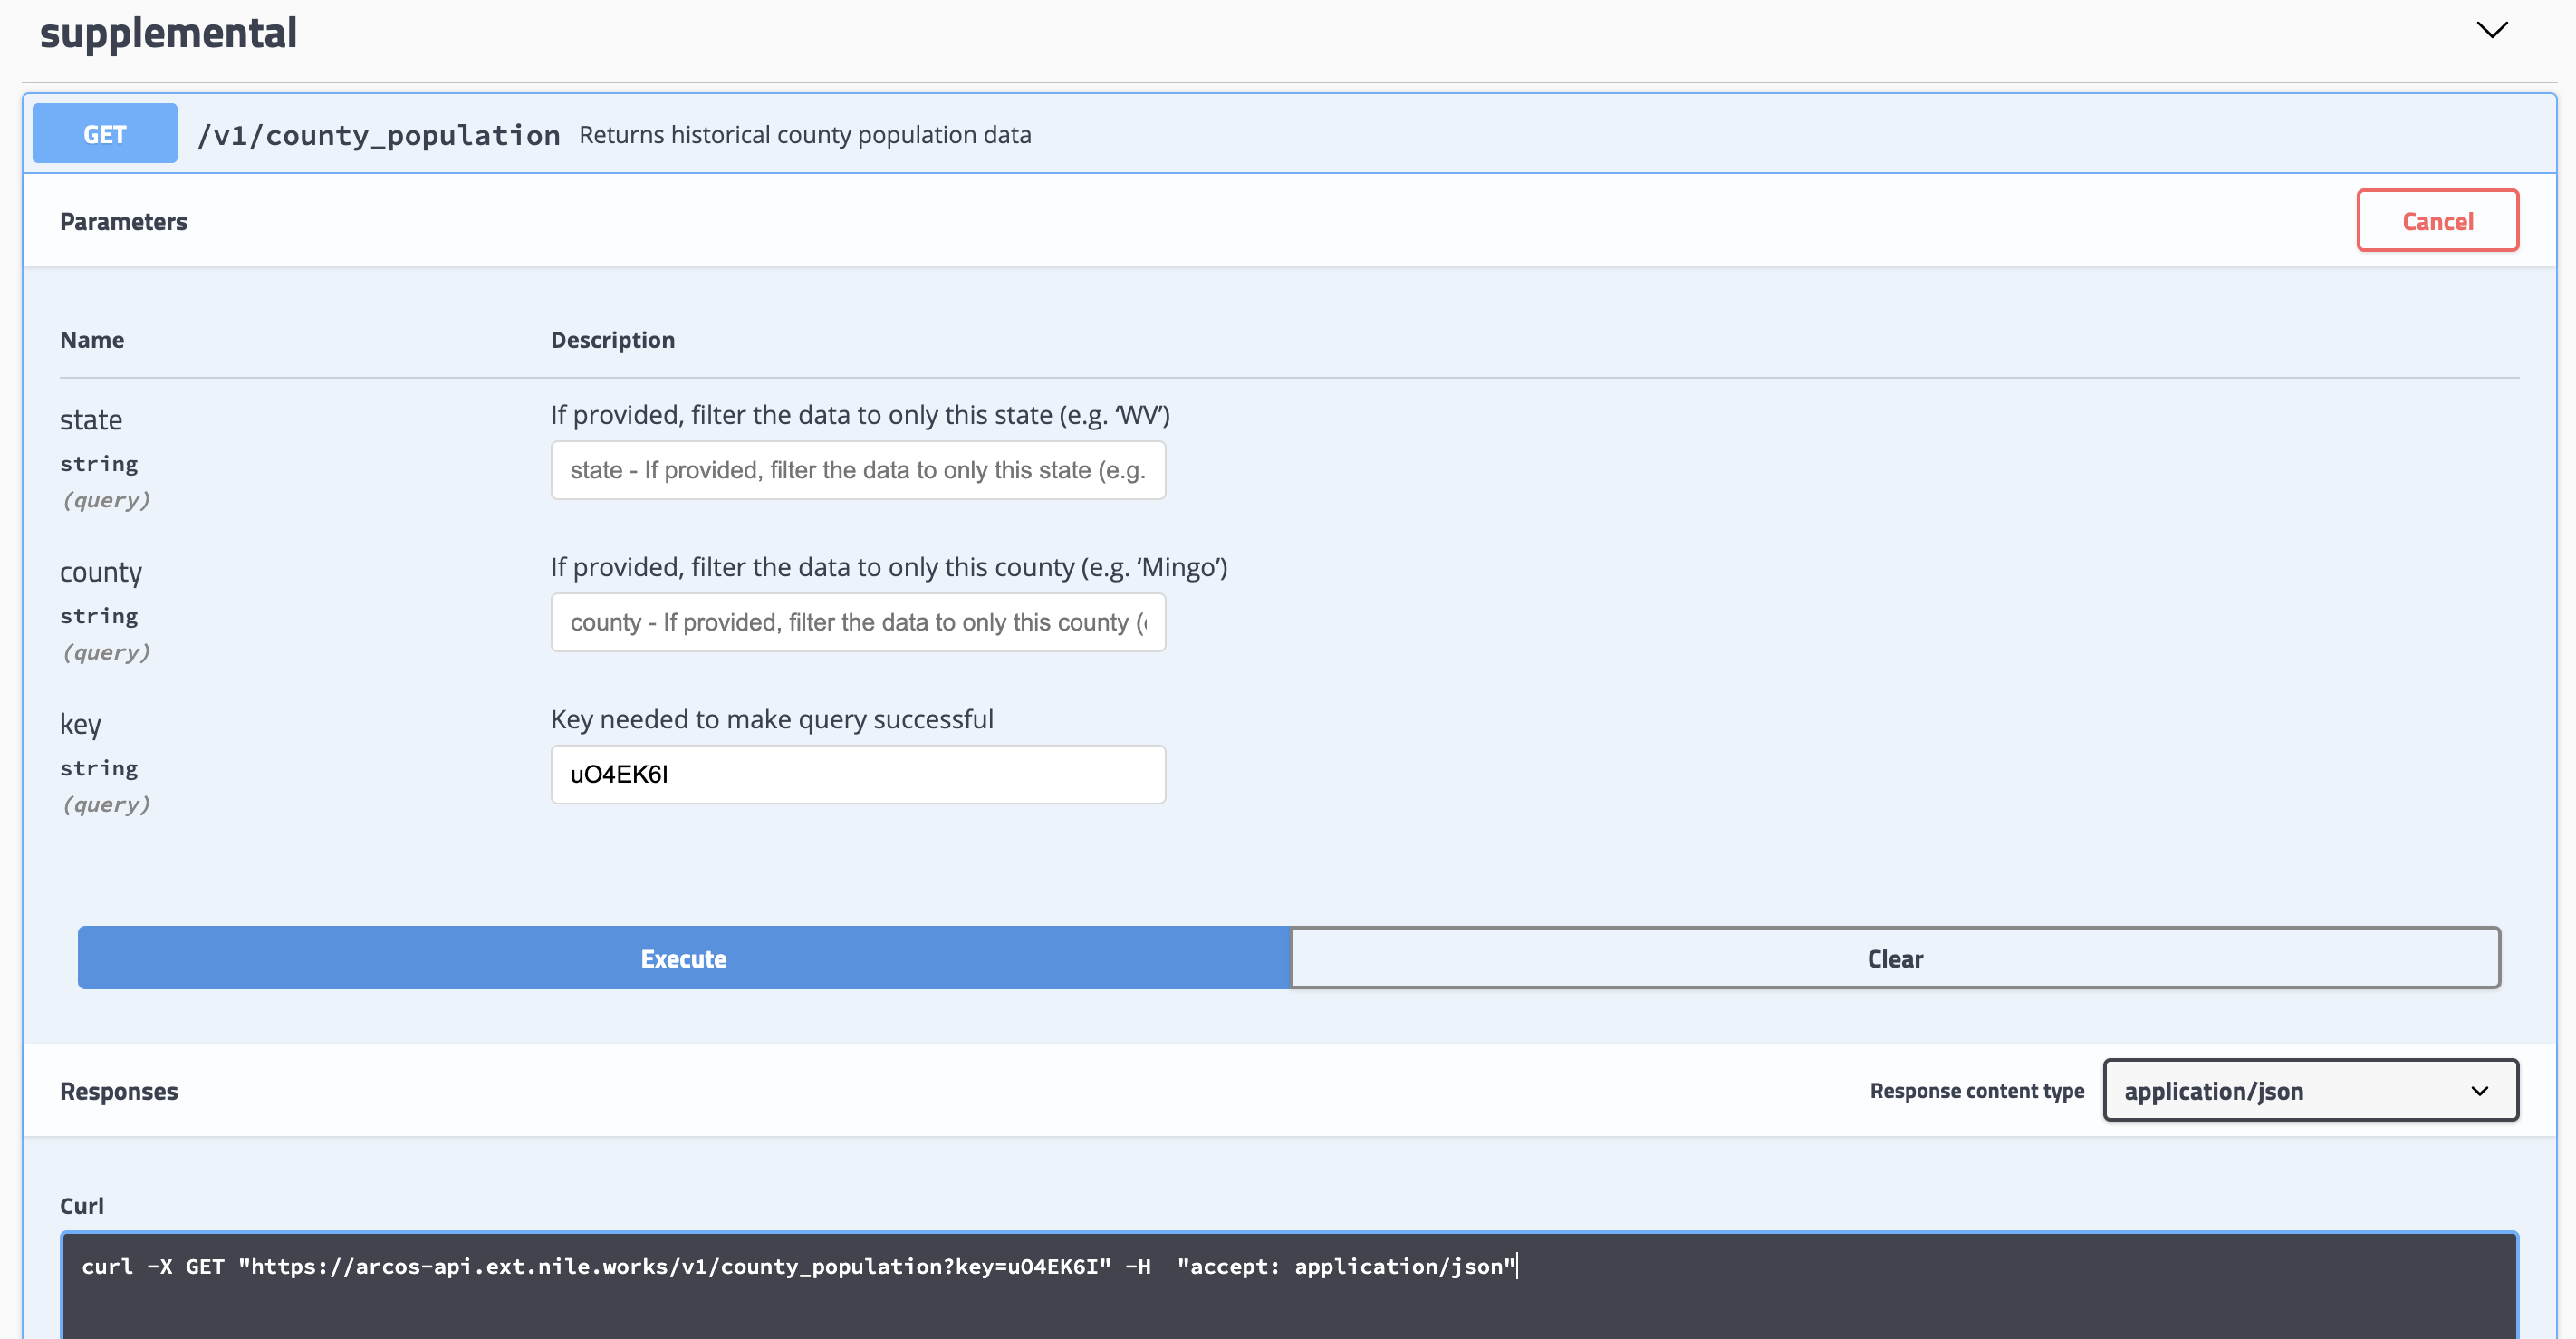 supplemental
GET /v1/county_population Returns historical county population data
Parameters
Cancel
Name Description
state
string
(query)
If provided, filter the data to only this state (e.g. ‘WV’)
state - If provided, filter the data to only this state (e.g.
county
string
(query)
If provided, filter the data to only this county (e.g. ‘Mingo’)
county - If provided, filter the data to only this county (
key
string
(query)
Key needed to make query successful
uO4EK6I
Execute
Clear
Responses
Response content type
application/json
Curl
curl -X GET "https://arcos-api.ext.nile.works/v1/county_population?key=uO4EK6I" -H  "accept: application/json"